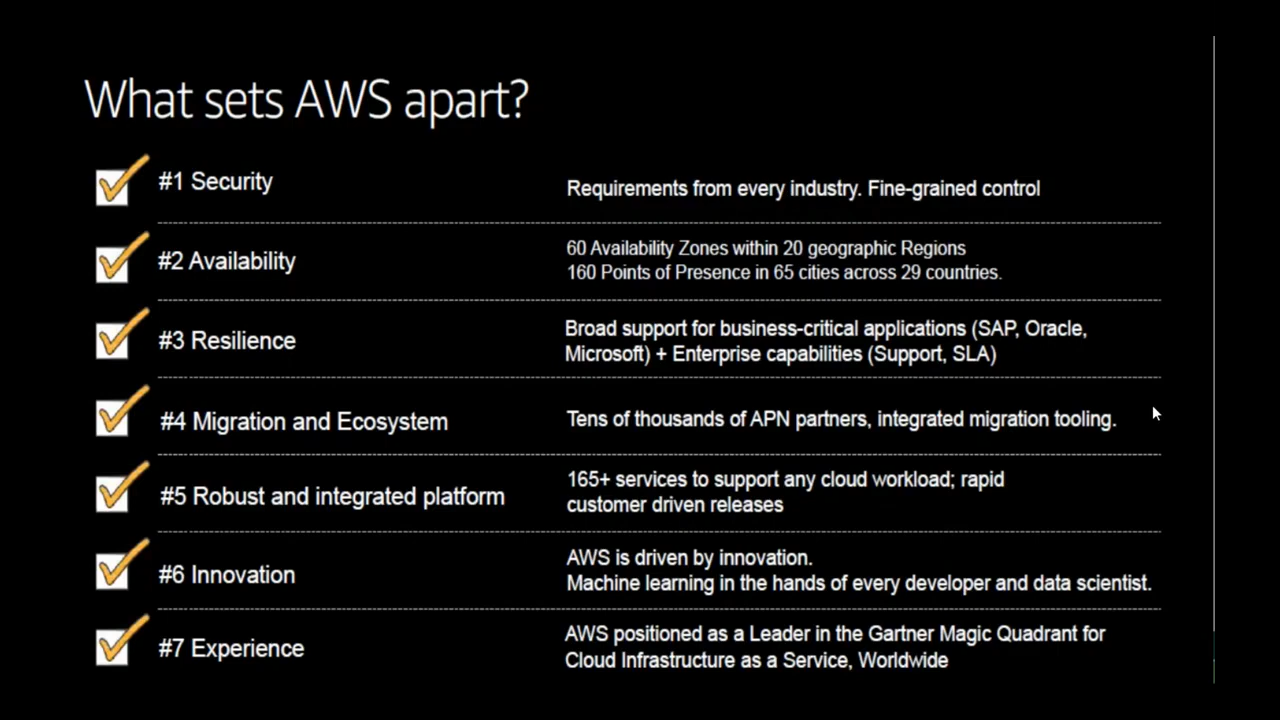 What sets AWS apart?
#1 Security
Requirements from every industry. Fine-grained control
#2 Availability
60 Availability Zones within 20 geographic Regions
160 Points of Presence in 65 cities across 29 countries.
#3 Resilience
Broad support for business-critical applications (SAP, Oracle,
Microsoft) + Enterprise capabilities (Support, SLA)
#4 Migration and Ecosystem
Tens of thousands of APN partners, integrated migration tooling.
#5 Robust and integrated platform
165+ services to support any cloud workload; rapid
customer driven releases
#6 Innovation
AWS is driven by innovation.
Machine learning in the hands of every developer and data scientist.
#7 Experience
AWS positioned as a Leader in the Gartner Magic Quadrant for
Cloud Infrastructure as a Service, Worldwide